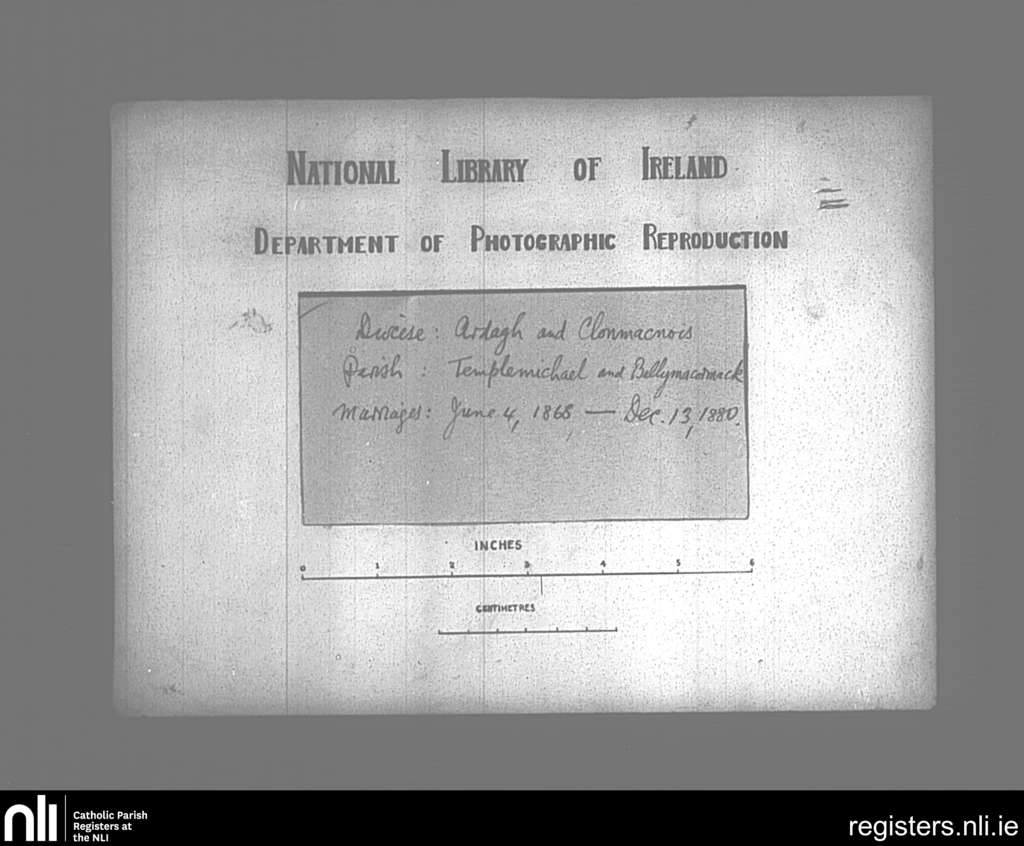 NATIONAL LIBRARY OF IRELAND
DEPARTMENT OF PHOTOGRAPHIC REPRODUCTION
Diocese: Ardagh and Clonmacnois
Parish: Templemichael and Ballymacormack
Marriages: June 4, 1868 — Dec. 13, 1880.
INCHES
0 1 2 3 4 5 6
CENTIMETRES
nli Catholic Parish
Registers at
the NLI
registers.nli.ie